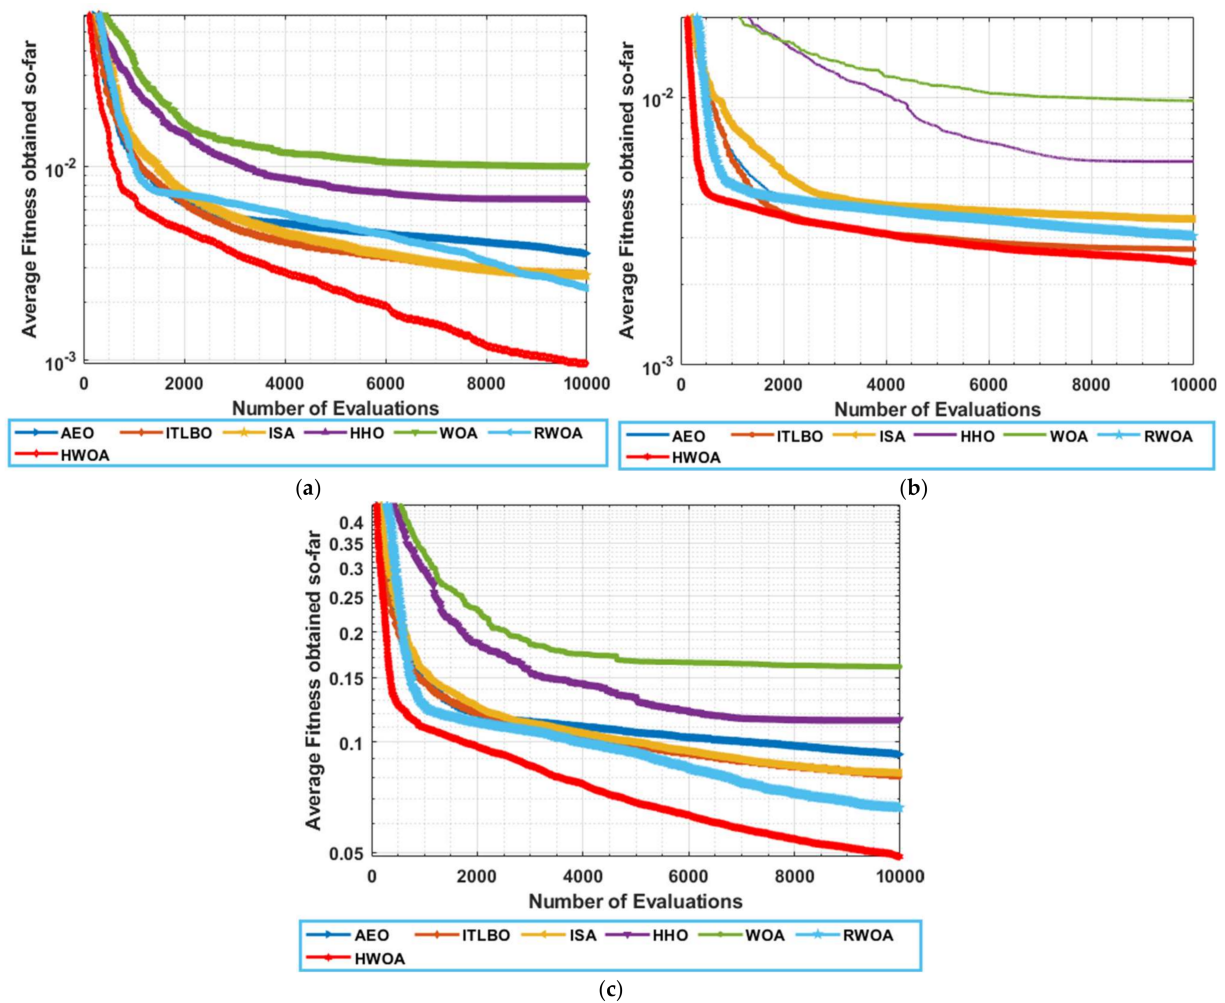 Average Fitness obtained so-far
10-2
10-3
0 2000 4000 6000 8000 10000
Number of Evaluations
AEO ITLBO ISA HHO WOA RWOA
HWOA
(a)
Average Fitness obtained so-far
10-2
10-3
0 2000 4000 6000 8000 10000
Number of Evaluations
AEO ITLBO ISA HHO WOA RWOA
HWOA
(b)
Average Fitness obtained so-far
0.4
0.35
0.3
0.25
0.2
0.15
0.1
0.05
0 2000 4000 6000 8000 10000
Number of Evaluations
AEO ITLBO ISA HHO WOA RWOA
HWOA
(c)